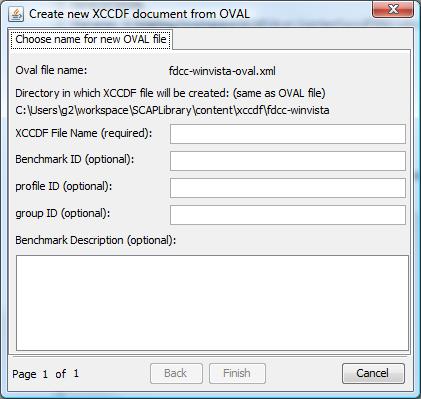 Create new XCCDF document from OVAL
Choose name for new OVAL file
Oval file name: fdcc-winvista-oval.xml
Directory in which XCCDF file will be created: (same as OVAL file)
C:\Users\g2\workspace\SCAPLibrary\content\xccdf\fdcc-winvista
XCCDF File Name (required):
Benchmark ID (optional):
profile ID (optional):
group ID (optional):
Benchmark Description (optional):
Page 1 of 1 Back Finish Cancel